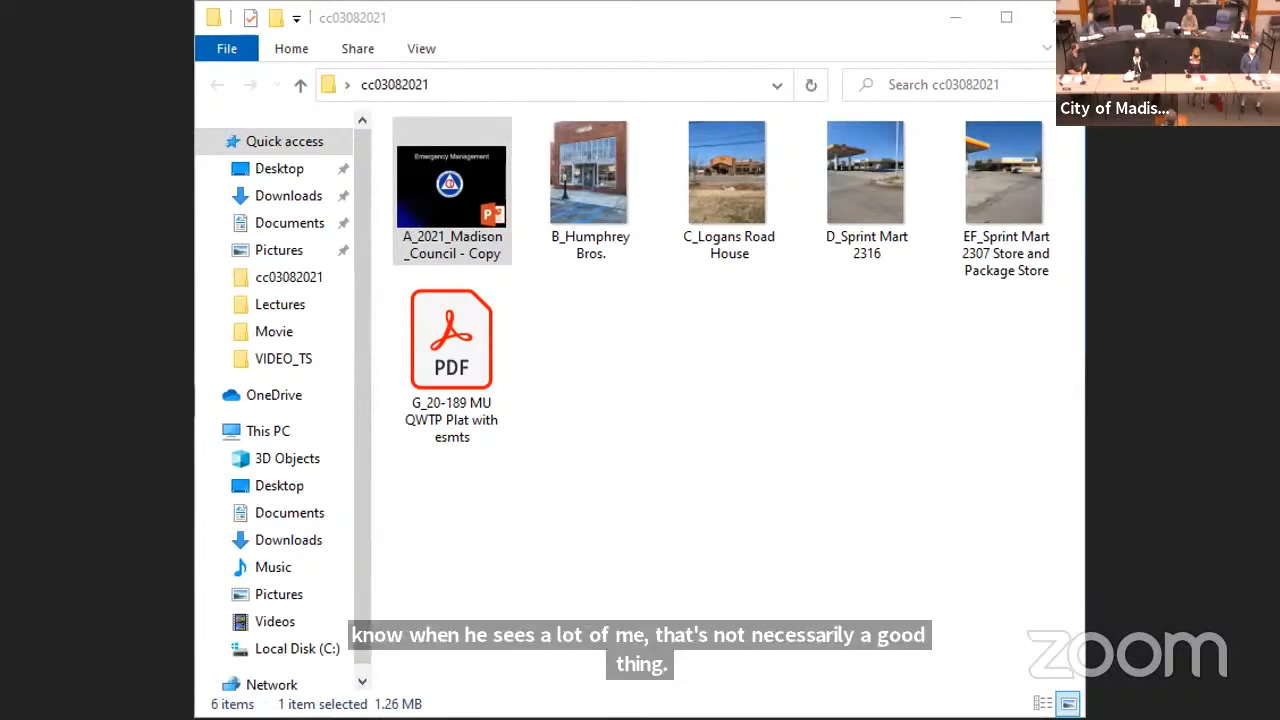 cc03082021
File Home Share View
cc03082021
Search cc03082021
City of Madis...
Quick access
Desktop
Downloads
Documents
Pictures
cc03082021
Lectures
Movie
VIDEO_TS
OneDrive
This PC
3D Objects
Desktop
Documents
Downloads
Music
Pictures
Videos
Local Disk (C:)
Network
Emergency Management
P
A_2021_Madison
_Council - Copy
B_Humphrey
Bros.
C_Logans Road
House
D_Sprint Mart
2316
EF_Sprint Mart
2307 Store and
Package Store
PDF
G_20-189 MU
QWTP Plat with
esmts
know when he sees a lot of me, that's not necessarily a good
thing.
zoom
6 items 1 item selected 1.26 MB